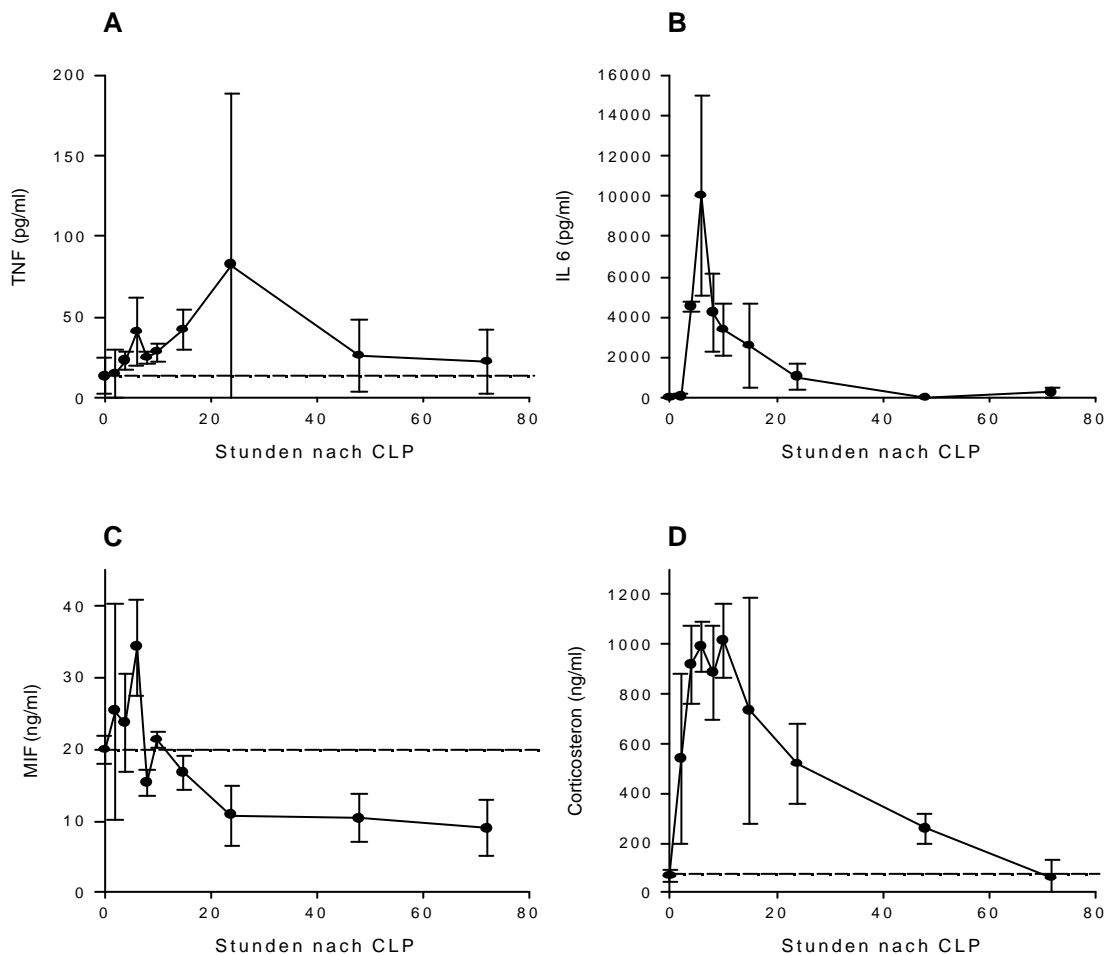 A
TNF (pg/ml)
200
150
100
50
0
0 20 40 60 80
Stunden nach CLP
B
IL 6 (pg/ml)
16000
14000
12000
10000
8000
6000
4000
2000
0
0 20 40 60 80
Stunden nach CLP
C
MIF (ng/ml)
40
30
20
10
0
0 20 40 60 80
Stunden nach CLP
D
Corticosteron (ng/ml)
1200
1000
800
600
400
200
0
0 20 40 60 80
Stunden nach CLP